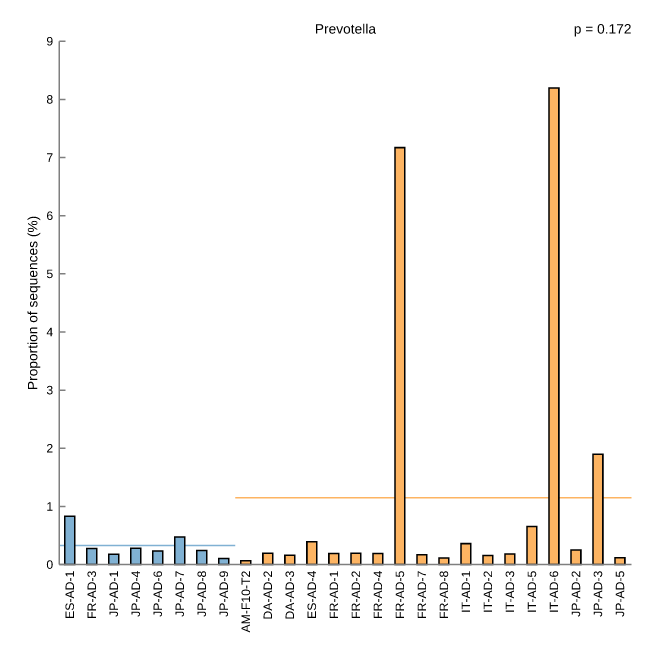 Prevotella
p = 0.172
Proportion of sequences (%)
9
8
7
6
5
4
3
2
1
0
ES-AD-1
FR-AD-3
JP-AD-1
JP-AD-4
JP-AD-6
JP-AD-7
JP-AD-8
JP-AD-9
AM-F10-T2
DA-AD-2
DA-AD-3
ES-AD-4
FR-AD-1
FR-AD-2
FR-AD-4
FR-AD-5
FR-AD-7
FR-AD-8
IT-AD-1
IT-AD-2
IT-AD-3
IT-AD-5
IT-AD-6
JP-AD-2
JP-AD-3
JP-AD-5